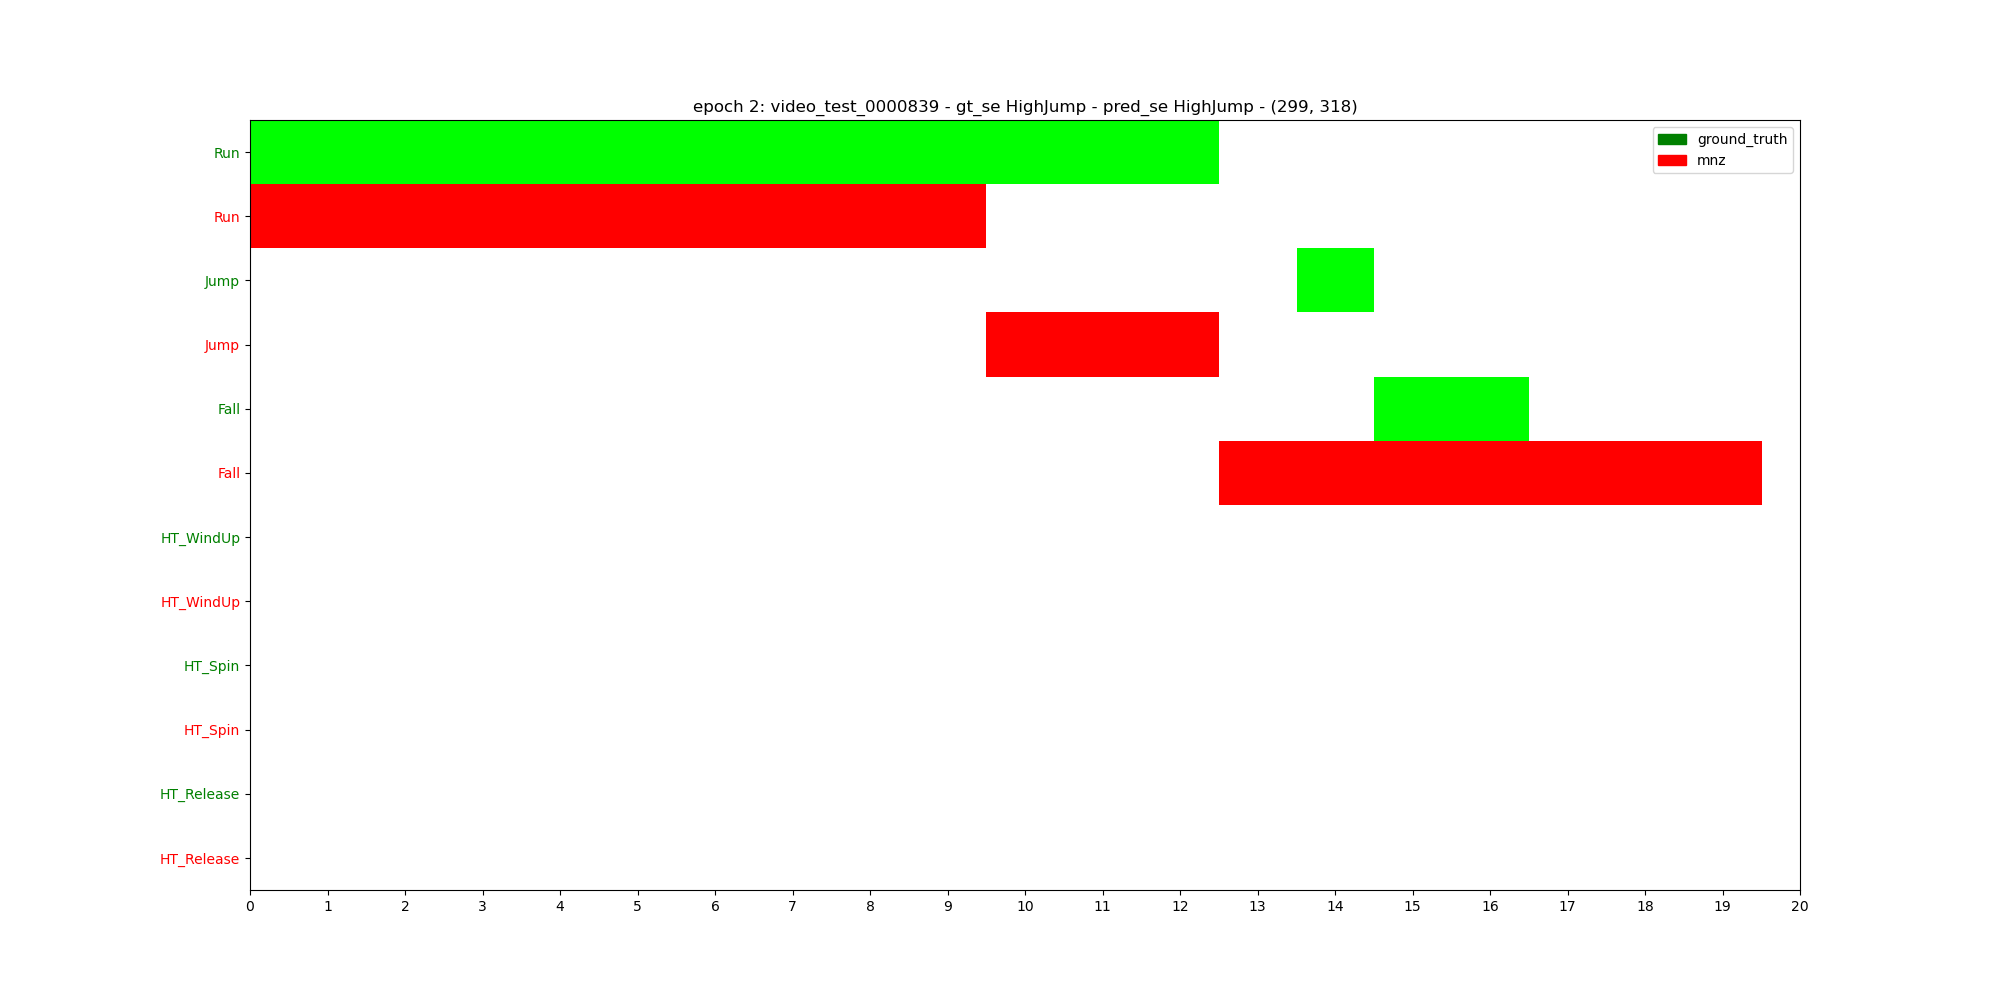 epoch 2: video_test_0000839 - gt_se HighJump - pred_se HighJump - (299, 318)
ground_truth
mnz
Run
Run
Jump
Jump
Fall
Fall
HT_WindUp
HT_WindUp
HT_Spin
HT_Spin
HT_Release
HT_Release
0 1 2 3 4 5 6 7 8 9 10 11 12 13 14 15 16 17 18 19 20